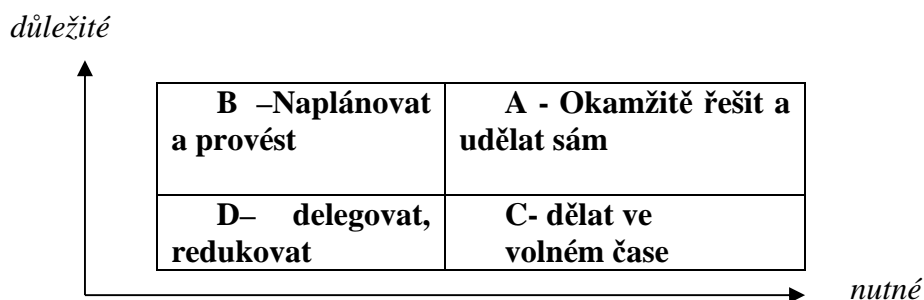 důležité
B –Naplánovat
a provést
A - Okamžitě řešit a
udělat sám
D– delegovat,
redukovat
C- dělat ve
volném čase
nutné